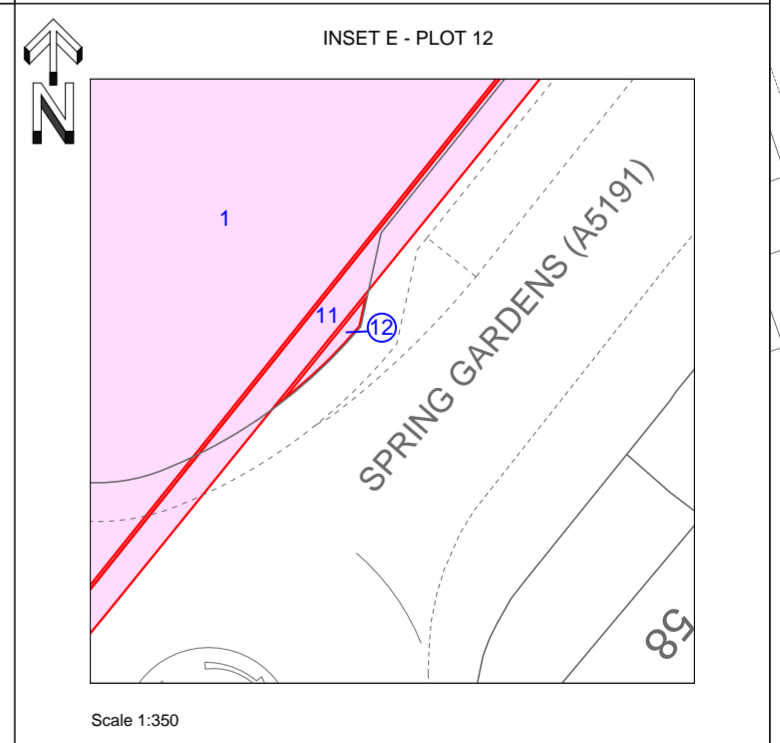 INSET E - PLOT 12
N
1
11
12
SPRING GARDENS (A5191)
58
Scale 1:350